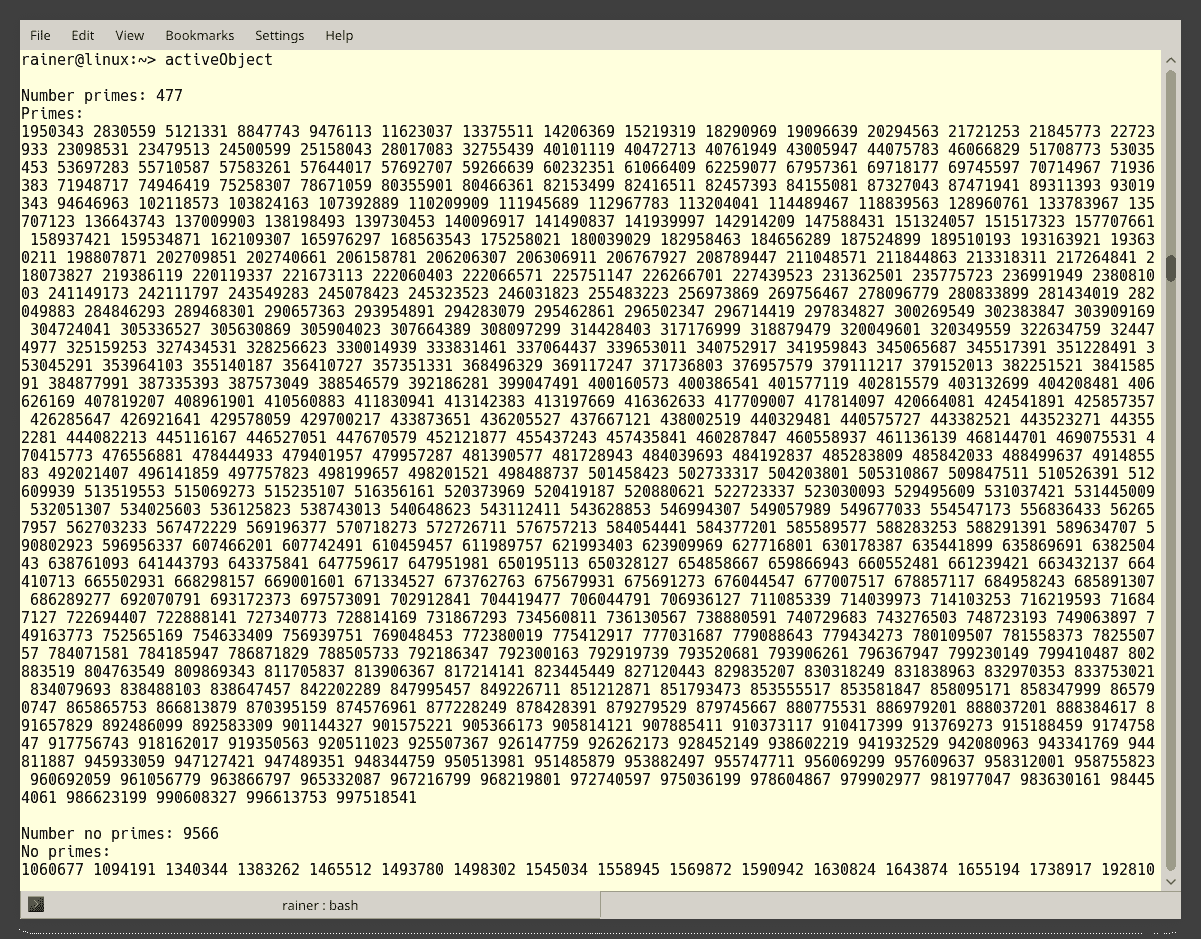 File Edit View Bookmarks Settings Help
rainer@linux:~> activeObject
Number primes: 477
Primes:
1950343 2830559 5121331 8847743 9476113 11623037 13375511 14206369 15219319 18290969 19096639 20294563 21721253 21845773 22723
933 23098531 23479513 24500599 25158043 28017083 32755439 40101119 40472713 40761949 43005947 44075783 46066829 51708773 53035
453 53697283 55710587 57583261 57644017 57692707 59266639 60232351 61066409 62259077 67957361 69718177 69745597 70714967 71936
383 71948717 74946419 75258307 78671059 80355901 80466361 82153499 82416511 82457393 84155081 87327043 87471941 89311393 93019
343 94646963 102118573 103824163 107392889 110209909 111945689 112967783 113204041 114489467 118839563 128960761 133783967 135
707123 136643743 137009903 138198493 139730453 140096917 141490837 141939997 142914209 147588431 151324057 151517323 157707661
158937421 159534871 162109307 165976297 168563543 175258021 180039029 182958463 184656289 187524899 189510193 193163921 19363
0211 198807871 202709851 202740661 206158781 206206307 206306911 206767927 208789447 211048571 211844863 213318311 217264841 2
18073827 219386119 220119337 221673113 222060403 222066571 225751147 226266701 227439523 231362501 235775723 236991949 2380810
03 241149173 242111797 243549283 245078423 245323523 246031823 255483223 256973869 269756467 278096779 280833899 281434019 282
049883 284846293 289468301 290657363 293954891 294283079 295462861 296502347 296714419 297834827 300269549 302383847 303909169
304724041 305336527 305630869 305904023 307664389 308097299 314428403 317176999 318879479 320049601 320349559 322634759 32447
4977 325159253 327434531 328256623 330014939 333831461 337064437 339653011 340752917 341959843 345065687 345517391 351228491 3
53045291 353964103 355140187 356410727 357351331 368496329 369117247 371736803 376957579 379111217 379152013 382251521 3841585
91 384877991 387335393 387573049 388546579 392186281 399047491 400160573 400386541 401577119 402815579 403132699 404208481 406
626169 407819207 408961901 410560883 411830941 413142383 413197669 416362633 417709007 417814097 420664081 424541891 425857357
426285647 426921641 429578059 429700217 433873651 436205527 437667121 438002519 440329481 440575727 443382521 443523271 44355
2281 444082213 445116167 446527051 447670579 452121877 455437243 457435841 460287847 460558937 461136139 468144701 469075531 4
70415773 476556881 478444933 479401957 479957287 481390577 481728943 484039693 484192837 485283809 485842033 488499637 4914855
83 492021407 496141859 497757823 498199657 498201521 498488737 501458423 502733317 504203801 505310867 509847511 510526391 512
609939 513519553 515069273 515235107 516356161 520373969 520419187 520880621 522723337 523030093 529495609 531037421 531445009
532051307 534025603 536125823 538743013 540648623 543112411 543628853 546994307 549057989 549677033 554547173 556836433 56265
7957 562703233 567472229 569196377 570718273 572726711 576757213 584054441 584377201 585589577 588283253 588291391 589634707 5
90802923 596956337 607466201 607742491 610459457 611989757 621993403 623909969 627716801 630178387 635441899 635869691 6382504
43 638761093 641443793 643375841 647759617 647951981 650195113 650328127 654858667 659866943 660552481 661239421 663432137 664
410713 665502931 668298157 669001601 671334527 673762763 675679931 675691273 676044547 677007517 678857117 684958243 685891307
686289277 692070791 693172373 697573091 702912841 704419477 706044791 706936127 711085339 714039973 714103253 716219593 71684
7127 722694407 722888141 727340773 728814169 731867293 734560811 736130567 738880591 740729683 743276503 748723193 749063897 7
49163773 752565169 754633409 756939751 769048453 772380019 775412917 777031687 779088643 779434273 780109507 781558373 7825507
57 784071581 784185947 786871829 788505733 792186347 792300163 792919739 793520681 793906261 796367947 799230149 799410487 802
883519 804763549 809869343 811705837 813906367 817214141 823445449 827120443 829835207 830318249 831838963 832970353 833753021
834079693 838488103 838647457 842202289 847995457 849226711 851212871 851793473 853555517 853581847 858095171 858347999 86579
0747 865865753 866813879 870395159 874576961 877228249 878428391 879279529 879745667 880775531 886979201 888037201 888384617 8
91657829 892486099 892583309 901144327 901575221 905366173 905814121 907885411 910373117 910417399 913769273 915188459 9174758
47 917756743 918162017 919350563 920511023 925507367 926147759 926262173 928452149 938602219 941932529 942080963 943341769 944
811887 945933059 947127421 947489351 948344759 950513981 951485879 953882497 955747711 956069299 957609637 958312001 958755823
960692059 961056779 963866797 965332087 967216799 968219801 972740597 975036199 978604867 979902977 981977047 983630161 98445
4061 986623199 990608327 996613753 997518541
Number no primes: 9566
No primes:
1060677 1094191 1340344 1383262 1465512 1493780 1498302 1545034 1558945 1569872 1590942 1630824 1643874 1655194 1738917 192810
rainer : bash